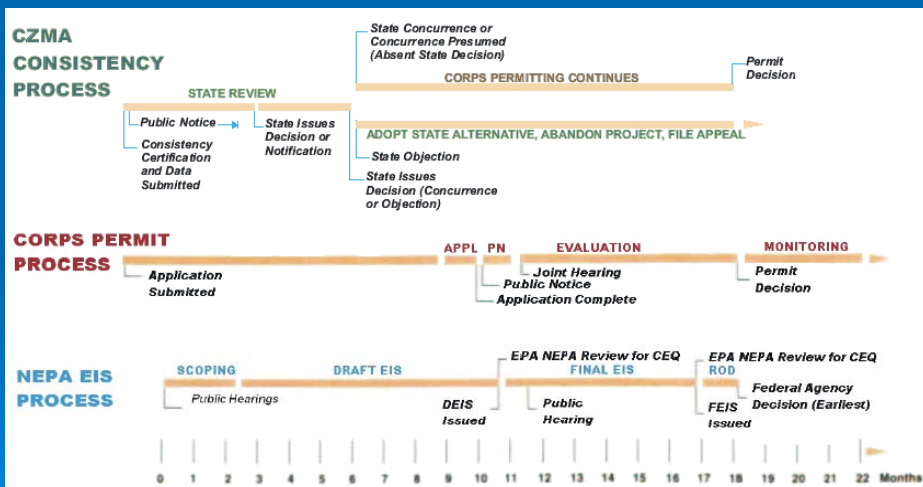 CZMA
CONSISTENCY
PROCESS
State Concurrence or
Concurrence Presumed
(Absent State Decision)
Permit
Decision
CORPS PERMITTING CONTINUES
STATE REVIEW
Public Notice
Consistency
Certification
and Data
Submitted
State Issues
Decision or
Notification
ADOPT STATE ALTERNATIVE, ABANDON PROJECT, FILE APPEAL
State Objection
State Issues
Decision (Concurrence
or Objection)
CORPS PERMIT
PROCESS
APPL PN EVALUATION MONITORING
Application
Submitted
Joint Hearing
Public Notice
Application Complete
Permit
Decision
NEPA EIS
PROCESS
EPA NEPA Review for CEQ EPA NEPA Review for CEQ
SCOPING DRAFT EIS FINAL EIS ROD
Public Hearings
DEIS
Issued
Public
Hearing
FEIS
Issued
Federal Agency
Decision (Earliest)
0 1 2 3 4 5 6 7 8 9 10 11 12 13 14 15 16 17 18 19 20 21 22 Months